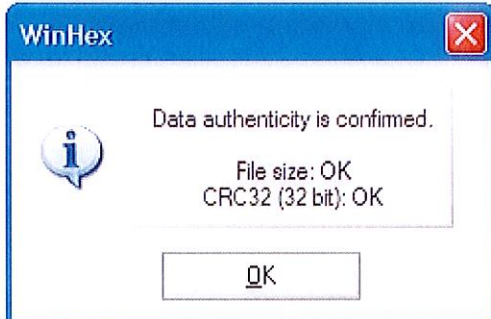 WinHex
Data authenticity is confirmed.
File size: OK
CRC32 (32 bit): OK
OK